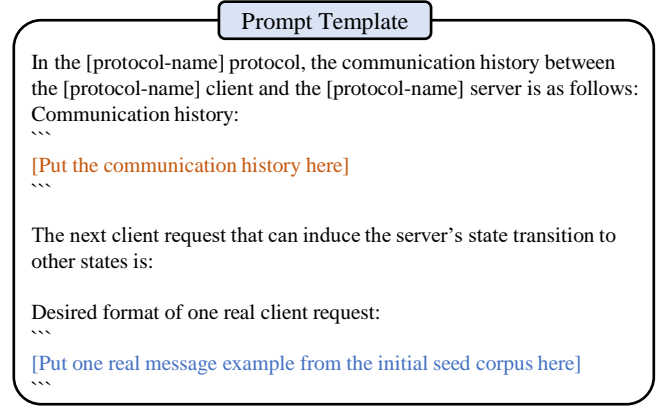 Prompt Template
In the [protocol-name] protocol, the communication history between
the [protocol-name] client and the [protocol-name] server is as follows:
Communication history:
```
[Put the communication history here]
```
The next client request that can induce the server’s state transition to
other states is:
Desired format of one real client request:
```
[Put one real message example from the initial seed corpus here]
```